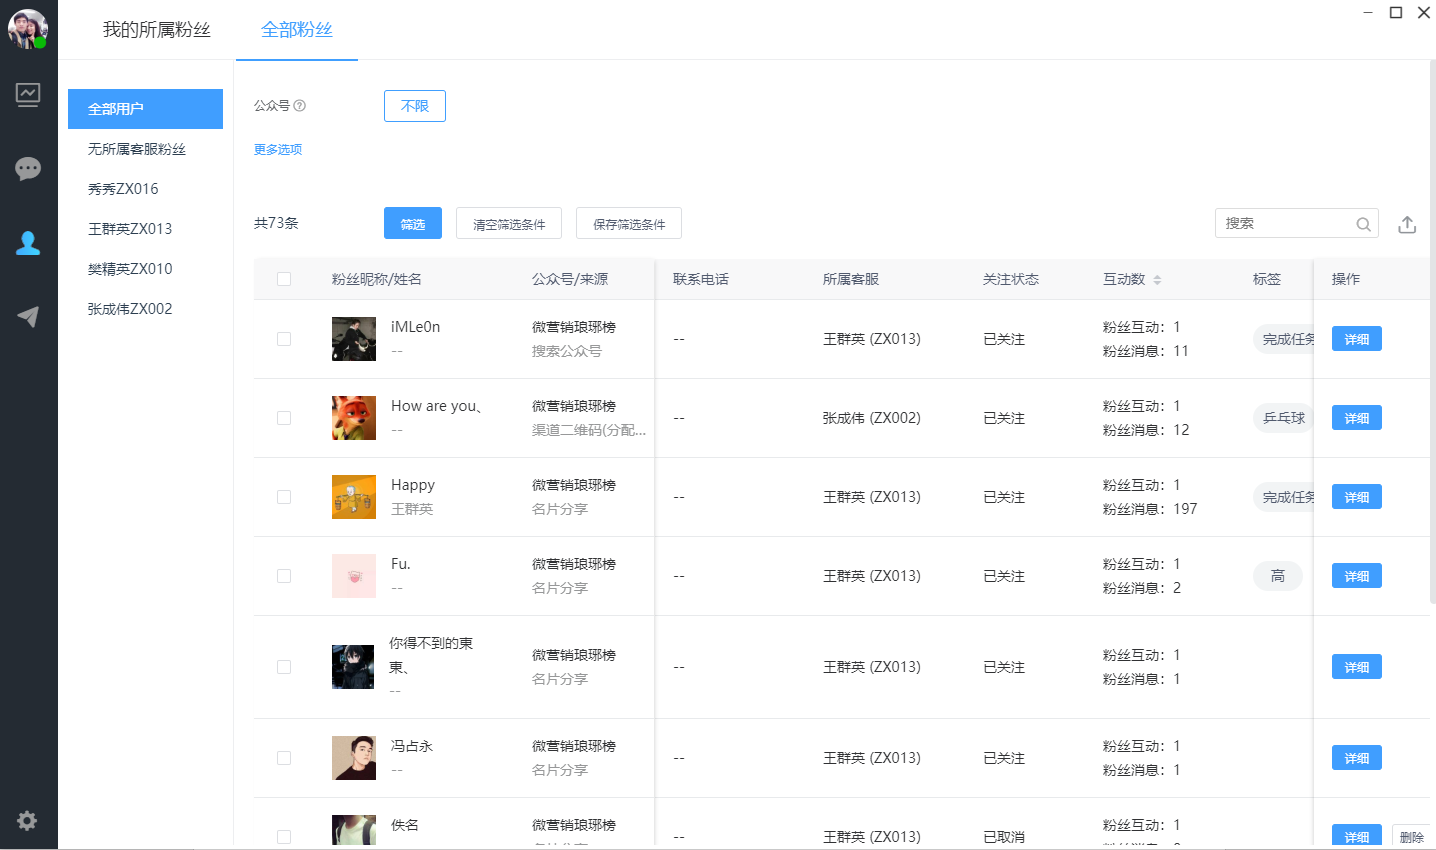 我的所属粉丝
全部粉丝
全部用户
无所属客服粉丝
秀秀ZX016
王群英ZX013
樊精英ZX010
张成伟ZX002
公众号
不限
更多选项
共73条
筛选
清空筛选条件
保存筛选条件
搜索
粉丝昵称/姓名
公众号/来源
联系电话
所属客服
关注状态
互动数
标签
操作
iMLe0n
--
微营销琅琊榜
搜索公众号
--
王群英 (ZX013)
已关注
粉丝互动：1
粉丝消息：11
完成任务
详细
How are you、
--
微营销琅琊榜
渠道二维码(分配...
--
张成伟 (ZX002)
已关注
粉丝互动：1
粉丝消息：12
乒乓球
详细
Happy
王群英
微营销琅琊榜
名片分享
--
王群英 (ZX013)
已关注
粉丝互动：1
粉丝消息：197
完成任务
详细
Fu.
--
微营销琅琊榜
名片分享
--
王群英 (ZX013)
已关注
粉丝互动：1
粉丝消息：2
高
详细
你得不到的東
東、
--
微营销琅琊榜
名片分享
--
王群英 (ZX013)
已关注
粉丝互动：1
粉丝消息：1
详细
冯占永
--
微营销琅琊榜
名片分享
--
王群英 (ZX013)
已关注
粉丝互动：1
粉丝消息：1
详细
佚名
微营销琅琊榜
--
王群英 (ZX013)
已取消
粉丝互动：1
详细
删除